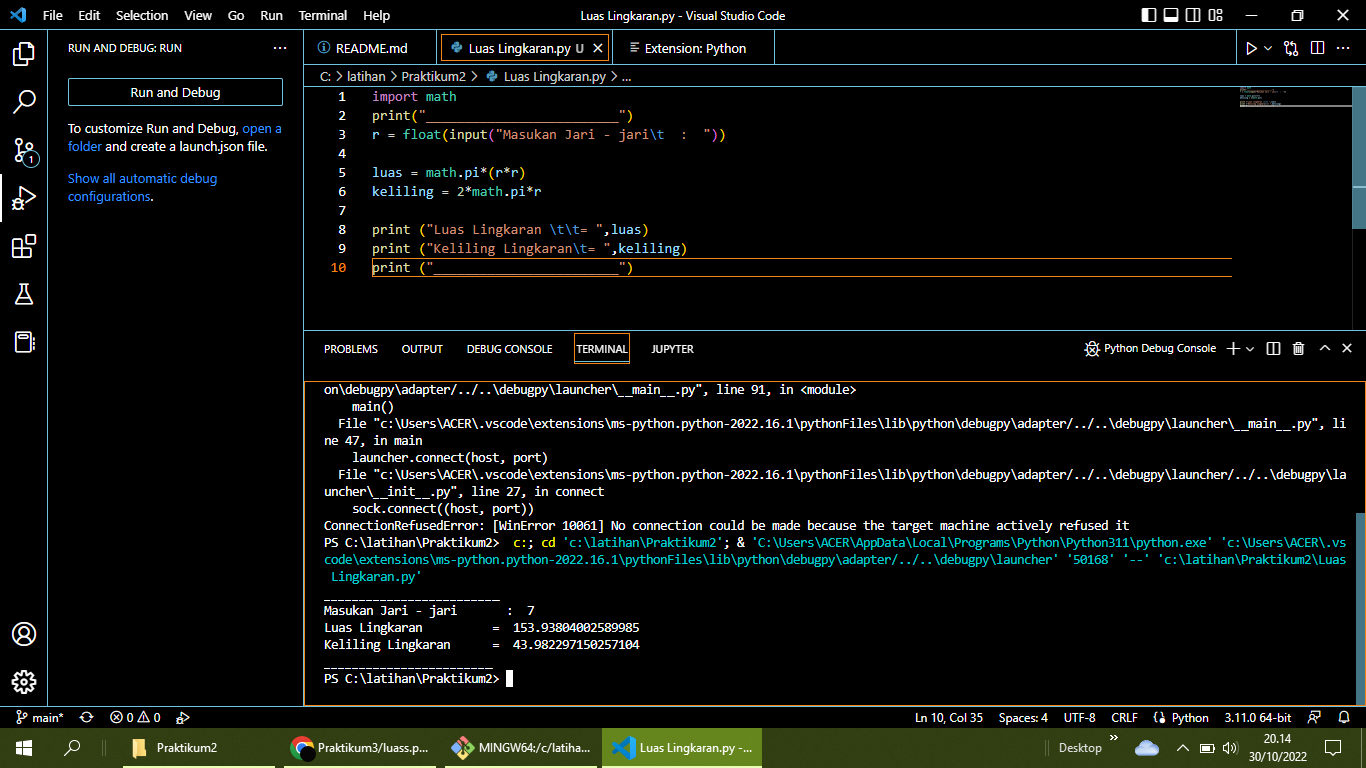 File Edit Selection View Go Run Terminal Help Luas Lingkaran.py - Visual Studio Code
RUN AND DEBUG: RUN ···
Run and Debug
To customize Run and Debug, open a
folder and create a launch.json file.
Show all automatic debug
configurations.
1
README.md Luas Lingkaran.py U Extension: Python
C: > latihan > Praktikum2 > Luas Lingkaran.py > ...
1 import math
2 print("_________________________")
3 r = float(input("Masukan Jari - jari\t  :  "))
4
5 luas = math.pi*(r*r)
6 keliling = 2*math.pi*r
7
8 print ("Luas Lingkaran \t\t= ",luas)
9 print ("Keliling Lingkaran\t= ",keliling)
10 print ("________________________")
PROBLEMS OUTPUT DEBUG CONSOLE TERMINAL JUPYTER Python Debug Console
on\debugpy\adapter/../..\debugpy\launcher\__main__.py", line 91, in <module>
    main()
  File "c:\Users\ACER\.vscode\extensions\ms-python.python-2022.16.1\pythonFiles\lib\python\debugpy\adapter/../..\debugpy\launcher\__main__.py", li
ne 47, in main
    launcher.connect(host, port)
  File "c:\Users\ACER\.vscode\extensions\ms-python.python-2022.16.1\pythonFiles\lib\python\debugpy\adapter/../..\debugpy\launcher/../..\debugpy\la
uncher\__init__.py", line 27, in connect
    sock.connect((host, port))
ConnectionRefusedError: [WinError 10061] No connection could be made because the target machine actively refused it
PS C:\latihan\Praktikum2>  c:; cd 'c:\latihan\Praktikum2'; & 'C:\Users\ACER\AppData\Local\Programs\Python\Python311\python.exe' 'c:\Users\ACER\.vs
code\extensions\ms-python.python-2022.16.1\pythonFiles\lib\python\debugpy\adapter/../..\debugpy\launcher' '50168' '--' 'c:\latihan\Praktikum2\Luas
 Lingkaran.py'
_________________________
Masukan Jari - jari       :  7
Luas Lingkaran          =  153.93804002589985
Keliling Lingkaran      =  43.982297150257104
________________________
PS C:\latihan\Praktikum2>
main* 0 0 Ln 10, Col 35 Spaces: 4 UTF-8 CRLF Python 3.11.0 64-bit
Praktikum2 Praktikum3/luass.p... MINGW64:/c/latiha... Luas Lingkaran.py -... Desktop 20.14
30/10/2022